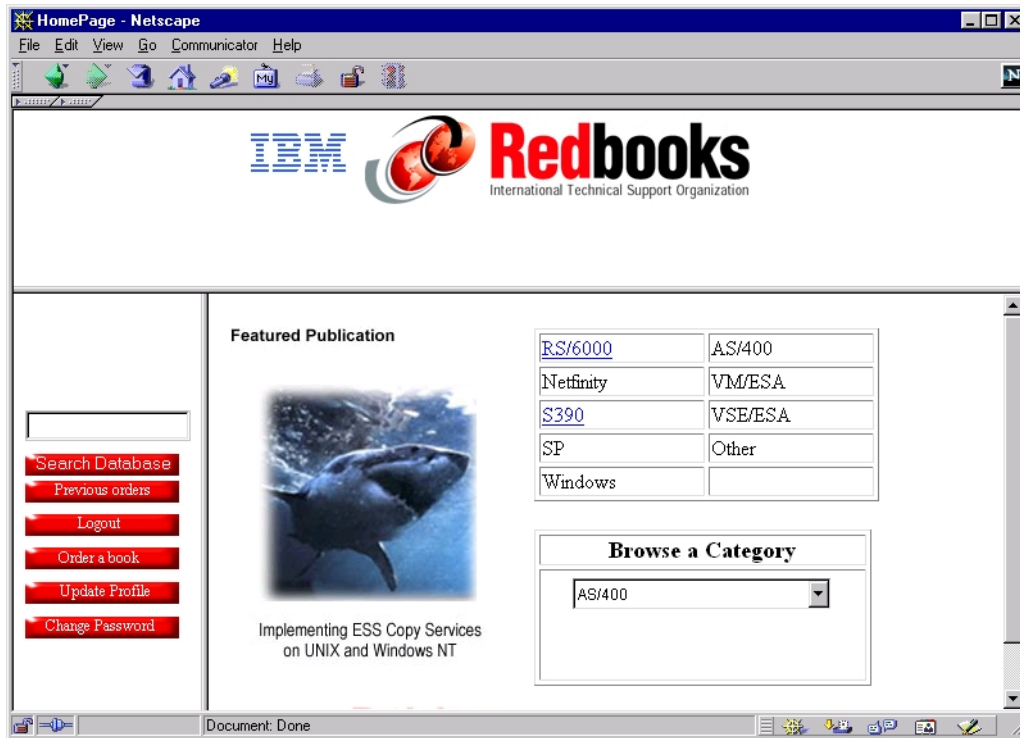 HomePage - Netscape
File Edit View Go Communicator Help
My
N
IBM Redbooks
International Technical Support Organization
Featured Publication
RS/6000 AS/400
Netfinity VM/ESA
S390 VSE/ESA
SP Other
Windows
Search Database
Previous orders
Logout
Order a book
Update Profile
Change Password
Browse a Category
AS/400
Implementing ESS Copy Services
on UNIX and Windows NT
Document: Done